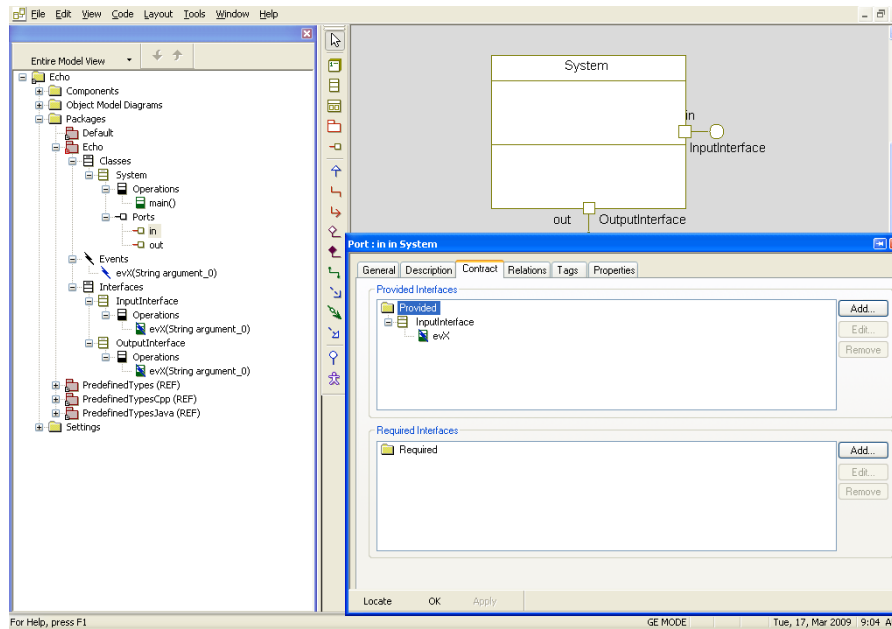 File Edit View Code Layout Tools Window Help
Entire Model View
Echo
Components
Object Model Diagrams
Packages
Default
Echo
Classes
System
Operations
main()
Ports
in
out
Events
evX(String argument_0)
Interfaces
InputInterface
Operations
evX(String argument_0)
OutputInterface
Operations
evX(String argument_0)
PredefinedTypes (REF)
PredefinedTypesCpp (REF)
PredefinedTypesJava (REF)
Settings
System
in
InputInterface
out OutputInterface
Port : in in System
General Description Contract Relations Tags Properties
Provided Interfaces
Provided
InputInterface
evX
Add...
Edit...
Remove
Required Interfaces
Required
Add...
Edit...
Remove
Locate OK Apply
For Help, press F1 GE MODE Tue, 17, Mar 2009 9:04 A